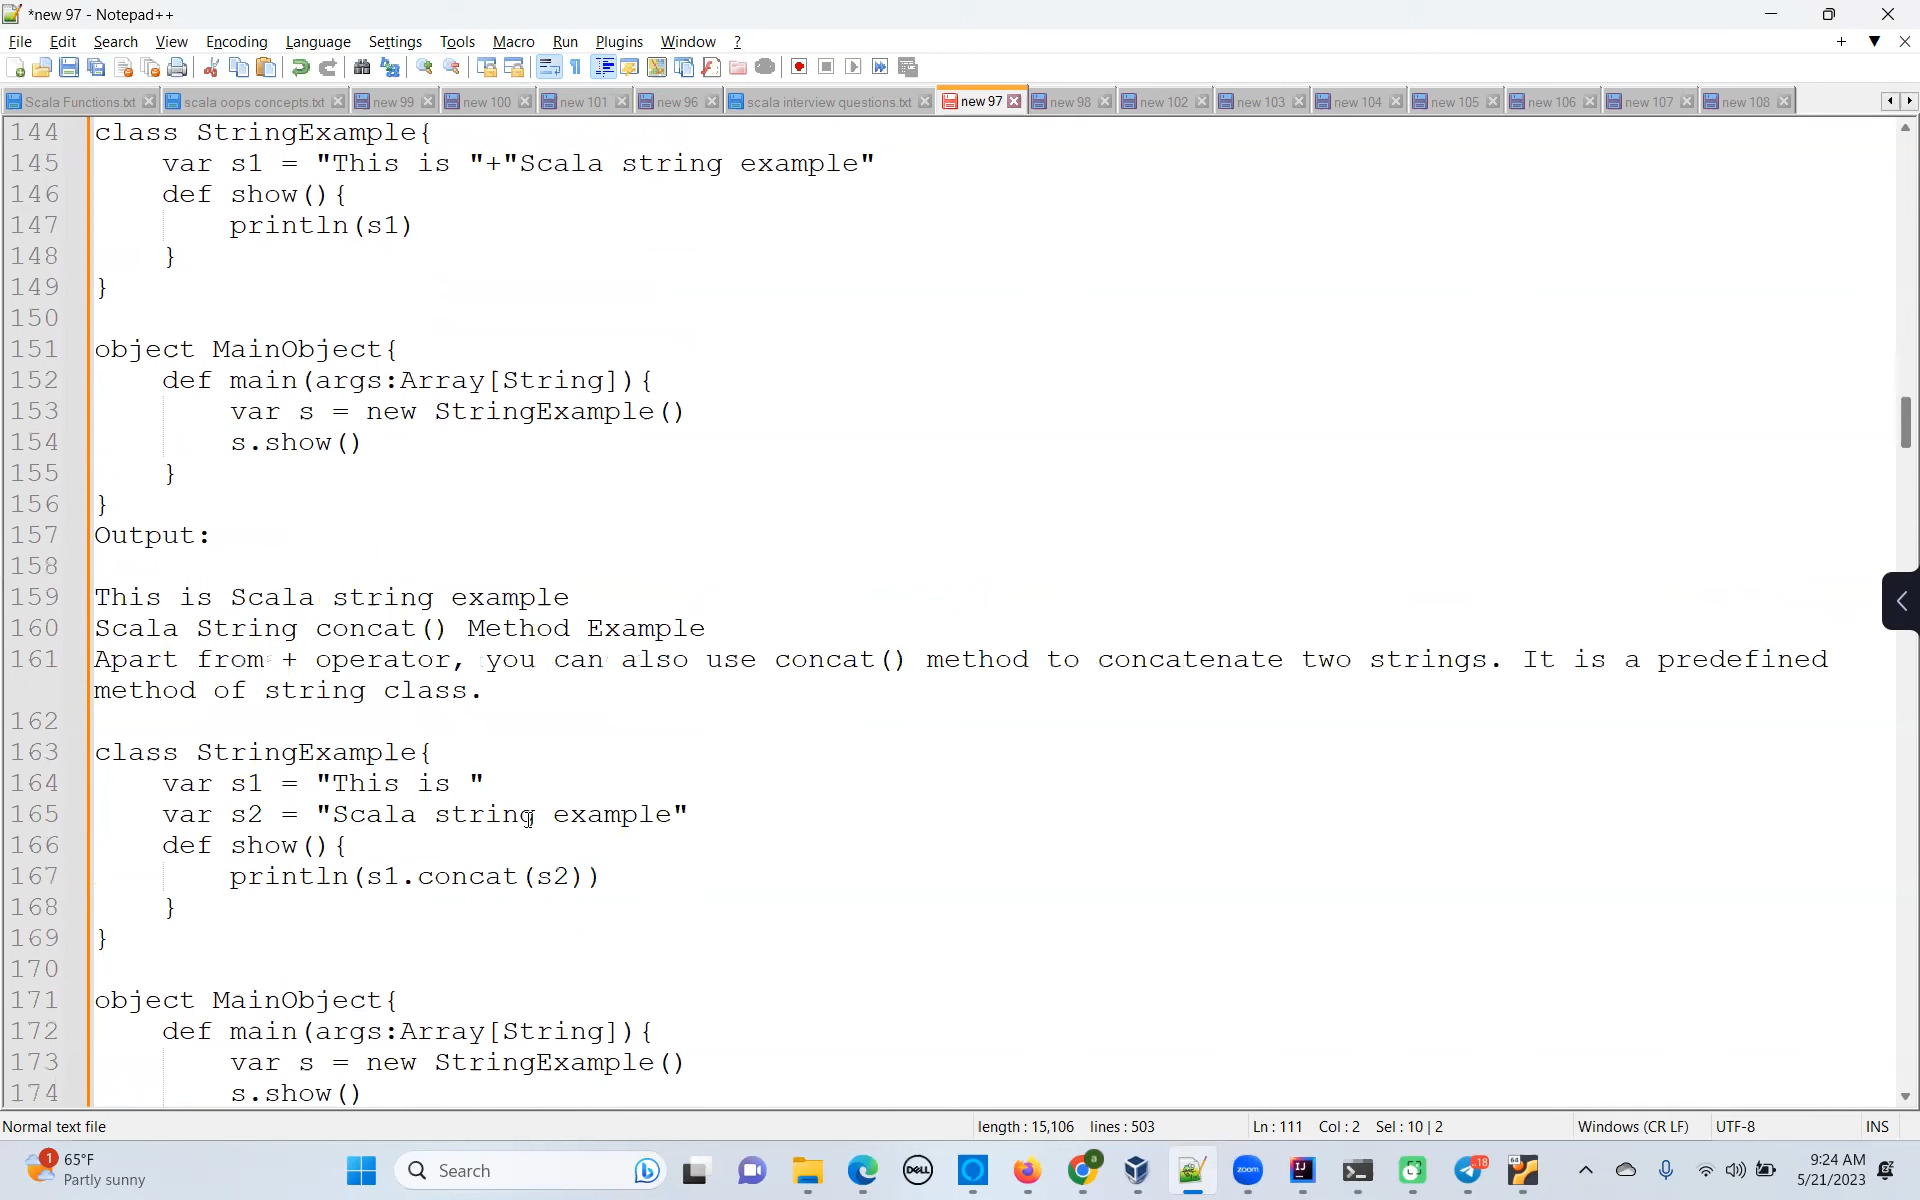 *new 97 - Notepad++
File Edit Search View Encoding Language Settings Tools Macro Run Plugins Window ?
Scala Functions.txt scala oops concepts.txt new 99 new 100 new 101 new 96 scala interview questions.txt new 97 new 98 new 102 new 103 new 104 new 105 new 106 new 107 new 108
144 class StringExample{
145 var s1 = "This is "+"Scala string example"
146 def show(){
147 println(s1)
148 }
149 }
150
151 object MainObject{
152 def main(args:Array[String]){
153 var s = new StringExample()
154 s.show()
155 }
156 }
157 Output:
158
159 This is Scala string example
160 Scala String concat() Method Example
161 Apart from + operator, you can also use concat() method to concatenate two strings. It is a predefined
method of string class.
162
163 class StringExample{
164 var s1 = "This is "
165 var s2 = "Scala string example"
166 def show(){
167 println(s1.concat(s2))
168 }
169 }
170
171 object MainObject{
172 def main(args:Array[String]){
173 var s = new StringExample()
174 s.show()
Normal text file length : 15,106 lines : 503 Ln : 111 Col : 2 Sel : 10 | 2 Windows (CR LF) UTF-8 INS
1 65°F
Partly sunny
Search
DELL
a
zoom
IJ
18
64
9:24 AM
5/21/2023